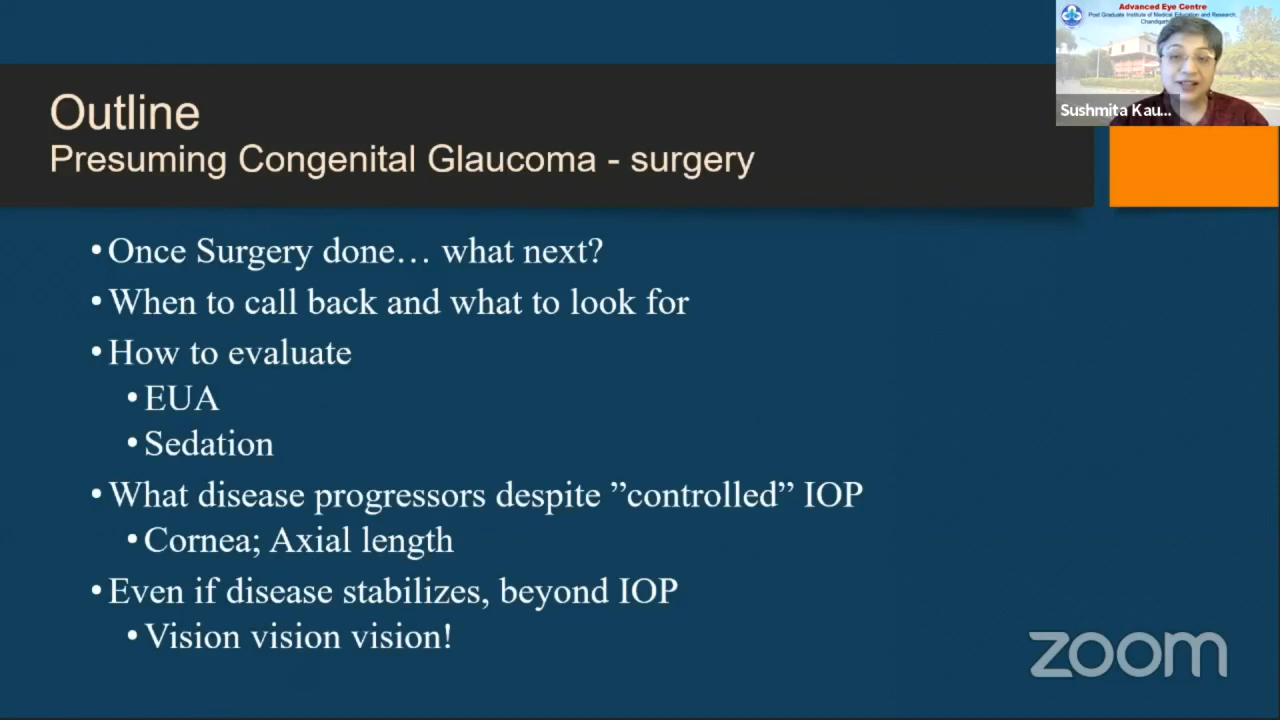 Advanced Eye Centre
Post Graduate Institute of Medical Education and Research,
Chandigarh
Sushmita Kau...
Outline
Presuming Congenital Glaucoma - surgery
•Once Surgery done… what next?
•When to call back and what to look for
•How to evaluate
•EUA
•Sedation
•What disease progressors despite ”controlled” IOP
•Cornea; Axial length
•Even if disease stabilizes, beyond IOP
•Vision vision vision!
zoom